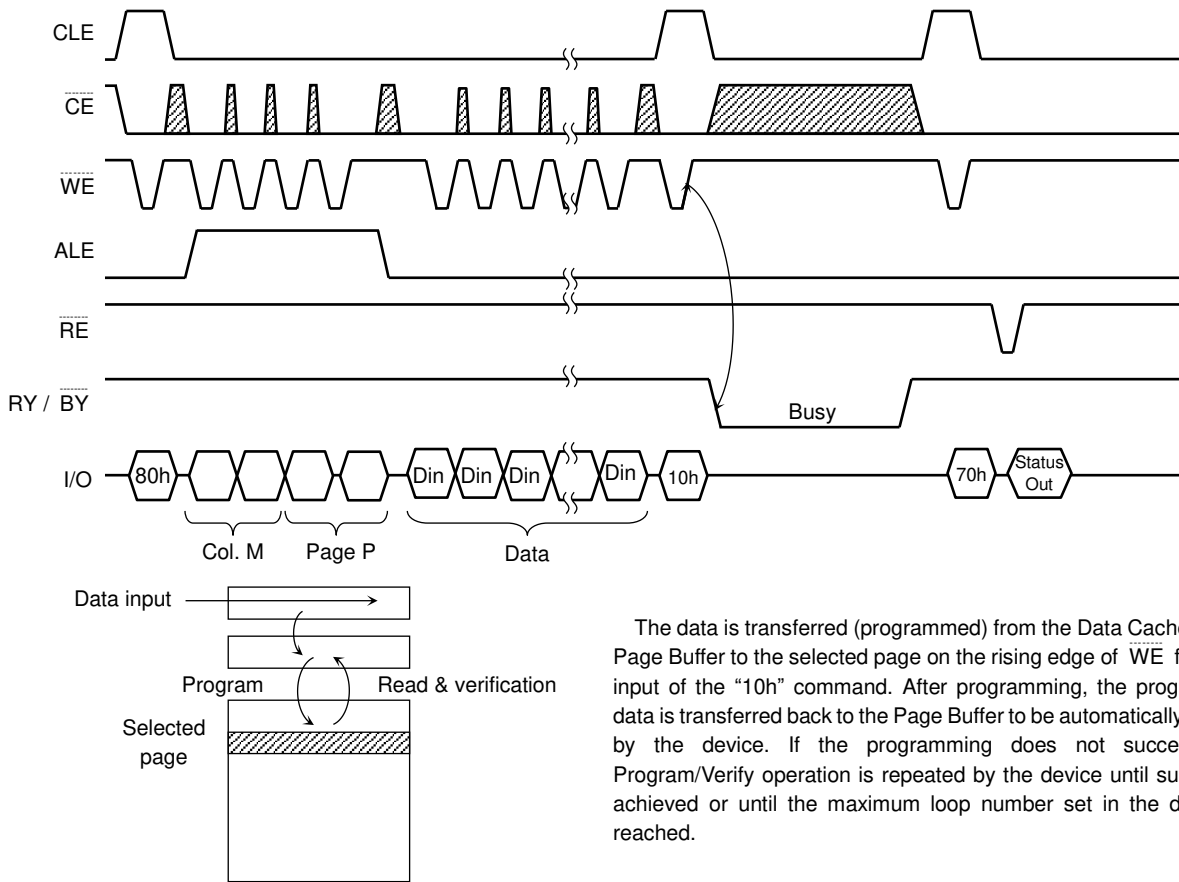 CLE
CE
WE
ALE
RE
RY / BY
Busy
I/O
80h
Din
Din
Din
Din
10h
70h
Status
Out
Col. M
Page P
Data
Data input
Program
Read & verification
Selected
page
The data is transferred (programmed) from the Data Cache
Page Buffer to the selected page on the rising edge of WE f
input of the “10h” command. After programming, the prog
data is transferred back to the Page Buffer to be automatically
by the device. If the programming does not succe
Program/Verify operation is repeated by the device until su
achieved or until the maximum loop number set in the d
reached.